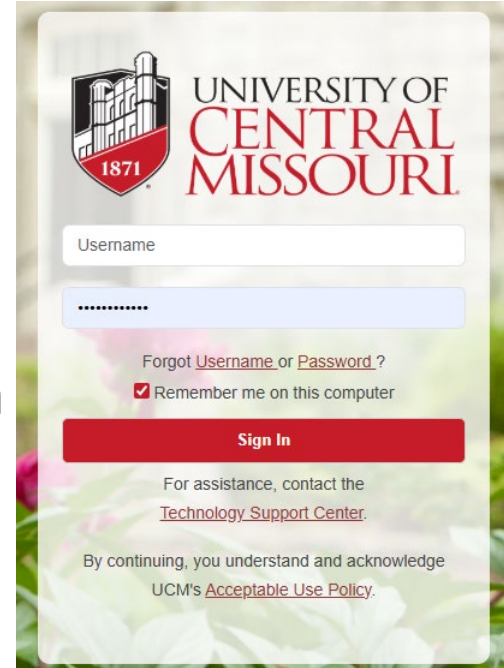 UNIVERSITY OF
CENTRAL
MISSOURI
1871
Username
••••••••••••
Forgot Username or Password ?
Remember me on this computer
Sign In
For assistance, contact the
Technology Support Center.
By continuing, you understand and acknowledge
UCM's Acceptable Use Policy.